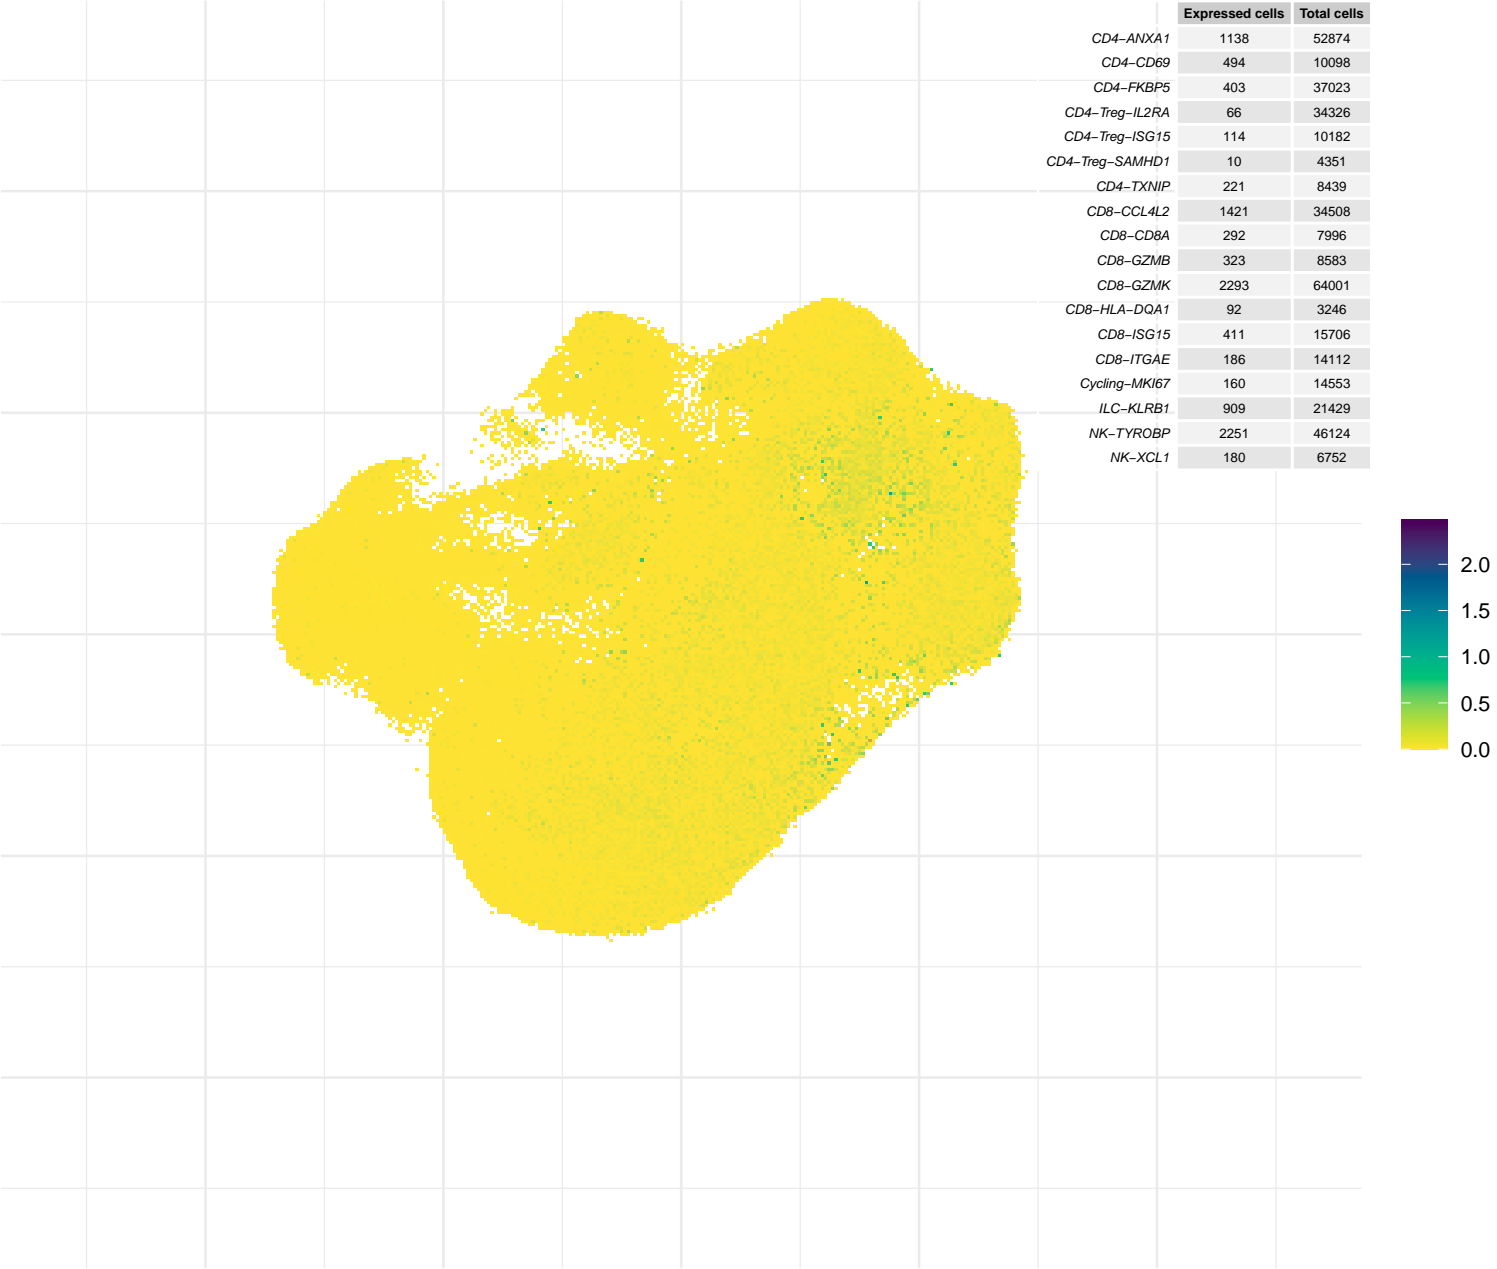 Expressed cells Total cells
CD4−ANXA1 1138 52874
CD4−CD69 494 10098
CD4−FKBP5 403 37023
CD4−Treg−IL2RA 66 34326
CD4−Treg−ISG15 114 10182
CD4−Treg−SAMHD1 10 4351
CD4−TXNIP 221 8439
CD8−CCL4L2 1421 34508
CD8−CD8A 292 7996
CD8−GZMB 323 8583
CD8−GZMK 2293 64001
CD8−HLA−DQA1 92 3246
CD8−ISG15 411 15706
CD8−ITGAE 186 14112
Cycling−MKI67 160 14553
ILC−KLRB1 909 21429
NK−TYROBP 2251 46124
NK−XCL1 180 6752
2.0
1.5
1.0
0.5
0.0